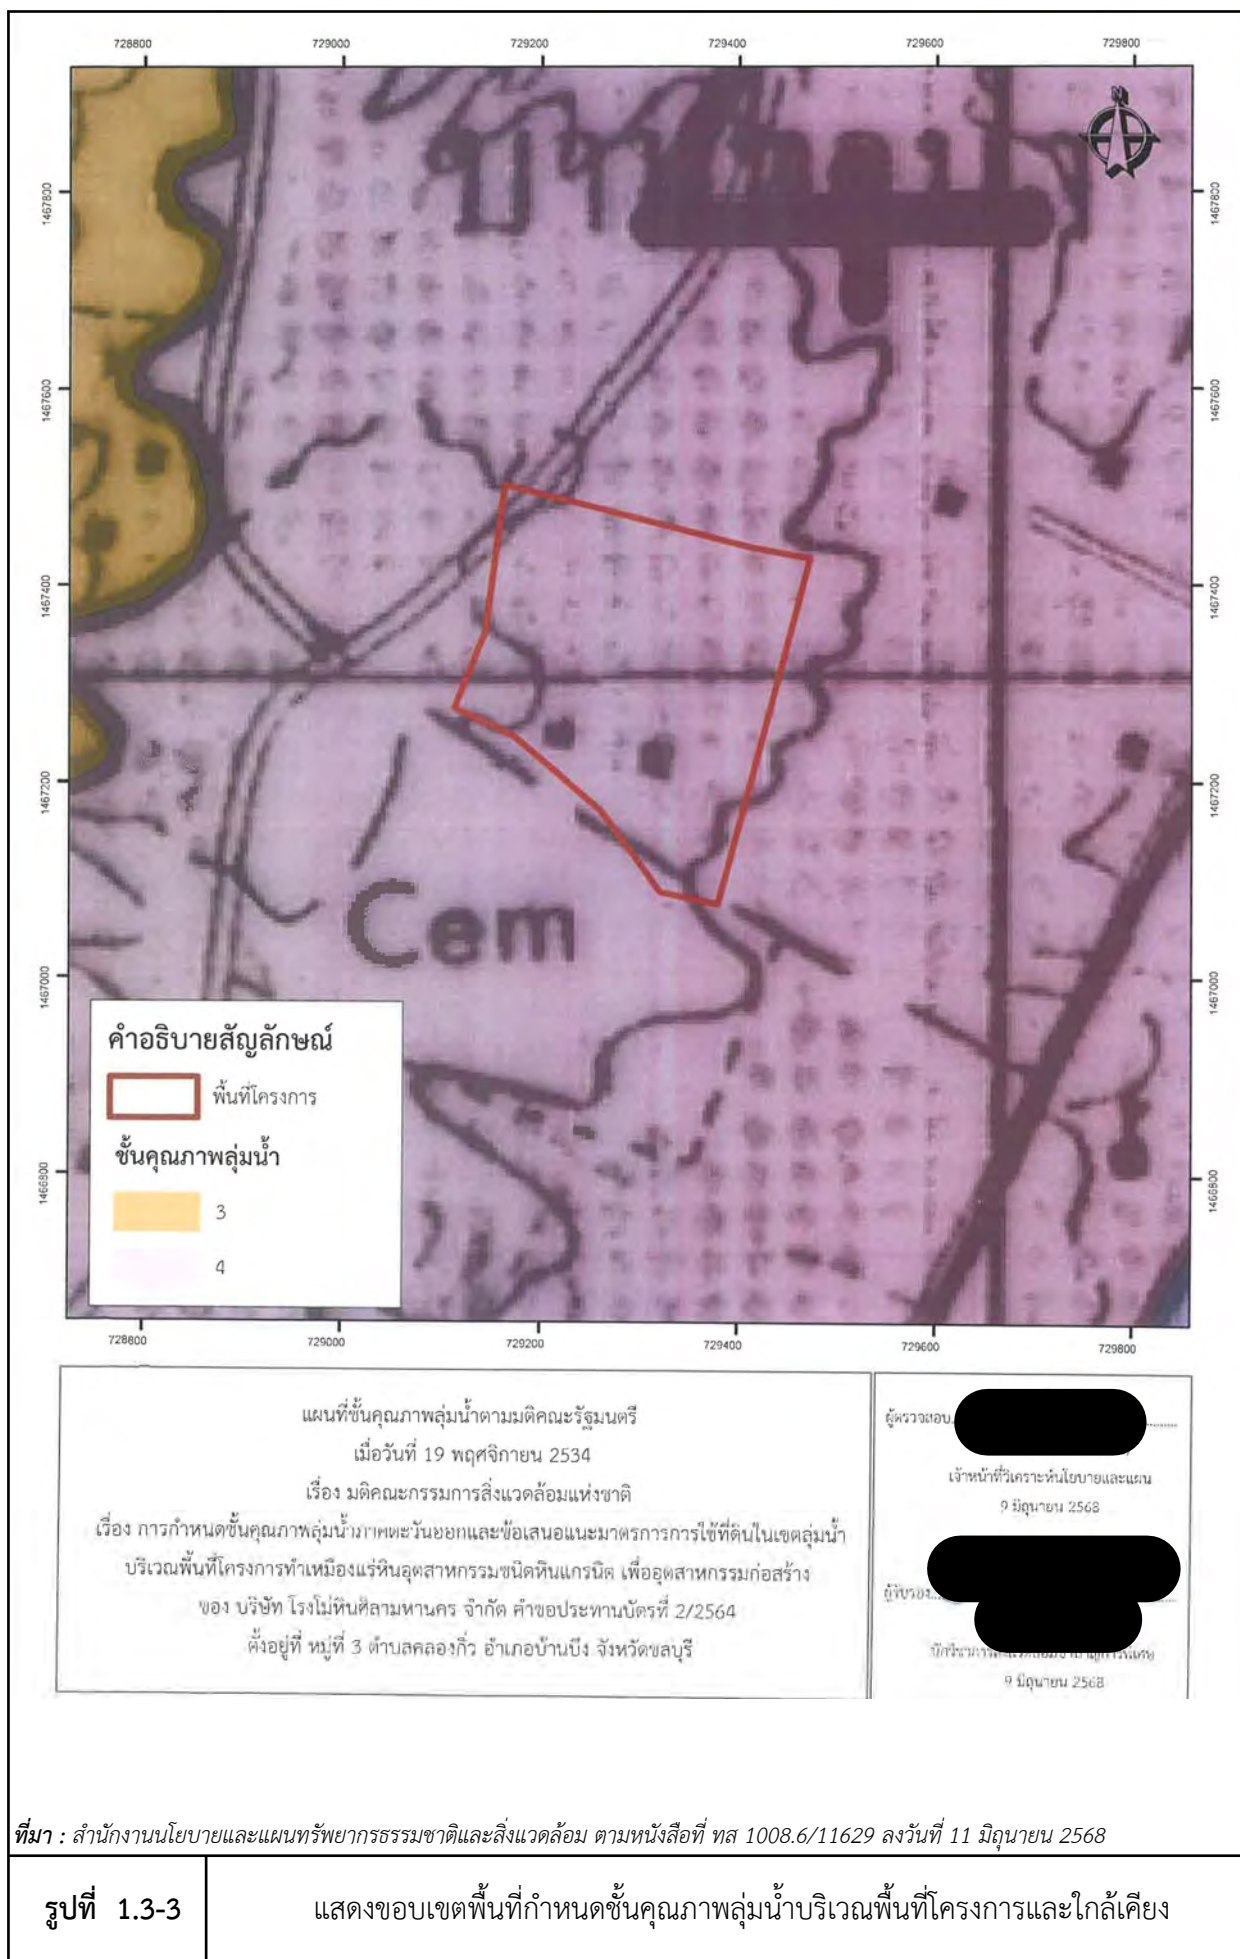 728800 729000 729200 729400 729600 729800
N
1467800 1467800
1467600 1467600
1467400 1467400
1467200 1467200
Cem
1467000 1467000
คำอธิบายสัญลักษณ์
พื้นที่โครงการ
ชั้นคุณภาพลุ่มน้ำ
1466800 1466800
3
4
728800 729000 729200 729400 729600 729800
แผนที่ชั้นคุณภาพลุ่มน้ำตามมติคณะรัฐมนตรี
เมื่อวันที่ 19 พฤศจิกายน 2534
เรื่อง มติคณะกรรมการสิ่งแวดล้อมแห่งชาติ
เรื่อง การกำหนดชั้นคุณภาพลุ่มน้ำภาคตะวันออกและข้อเสนอแนะมาตรการการใช้ที่ดินในเขตลุ่มน้ำ
บริเวณพื้นที่โครงการทำเหมืองแร่หินอุตสาหกรรมชนิดหินแกรนิต เพื่ออุตสาหกรรมก่อสร้าง
ของ บริษัท โรงโม่หินศิลามหานคร จำกัด คำขอประทานบัตรที่ 2/2564
ตั้งอยู่ที่ หมู่ที่ 3 ตำบลคลองกิ่ว อำเภอบ้านบึง จังหวัดชลบุรี
ผู้ตรวจสอบ
เจ้าหน้าที่วิเคราะห์นโยบายและแผน
9 มิถุนายน 2568
ผู้รับรอง
9 มิถุนายน 2568
ที่มา : สำนักงานนโยบายและแผนทรัพยากรธรรมชาติและสิ่งแวดล้อม ตามหนังสือที่ ทส 1008.6/11629 ลงวันที่ 11 มิถุนายน 2568
รูปที่ 1.3-3
แสดงขอบเขตพื้นที่กำหนดชั้นคุณภาพลุ่มน้ำบริเวณพื้นที่โครงการและใกล้เคียง